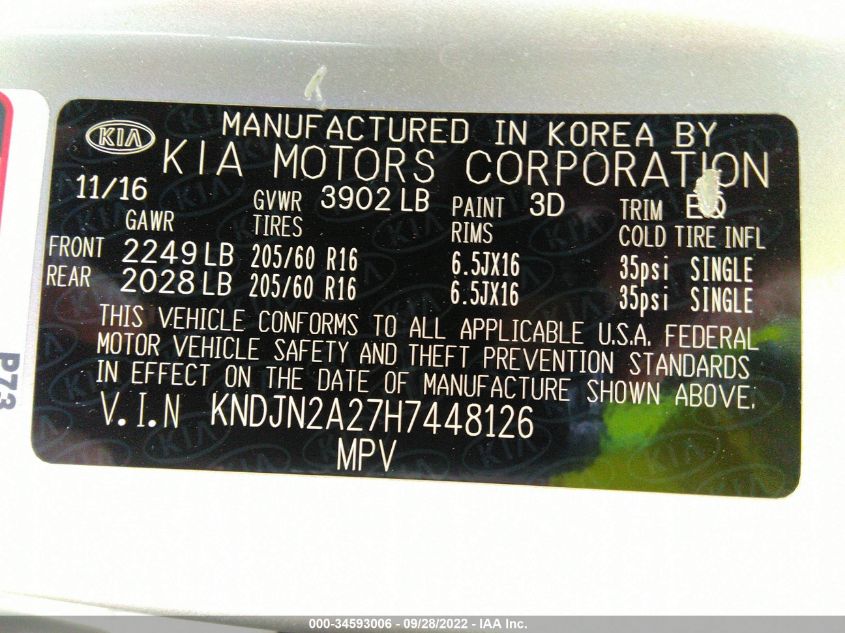 KIA
MANUFACTURED IN KOREA BY
KIA MOTORS CORPORATION
11/16 GVWR 3902 LB PAINT 3D TRIM EQ
GAWR TIRES RIMS COLD TIRE INFL
FRONT 2249 LB 205/60 R16 6.5JX16 35psi SINGLE
REAR 2028 LB 205/60 R16 6.5JX16 35psi SINGLE
THIS VEHICLE CONFORMS TO ALL APPLICABLE U.S.A. FEDERAL
MOTOR VEHICLE SAFETY AND THEFT PREVENTION STANDARDS
IN EFFECT ON THE DATE OF MANUFACTURE SHOWN ABOVE.
V.I.N KNDJN2A27H7448126
MPV
P73
000-34593006 - 09/28/2022 - IAA Inc.